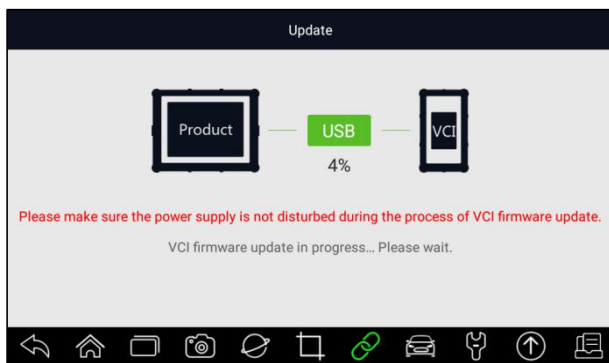 Update
Product
USB
VCI
4%
Please make sure the power supply is not disturbed during the process of VCI firmware update.
VCI firmware update in progress... Please wait.